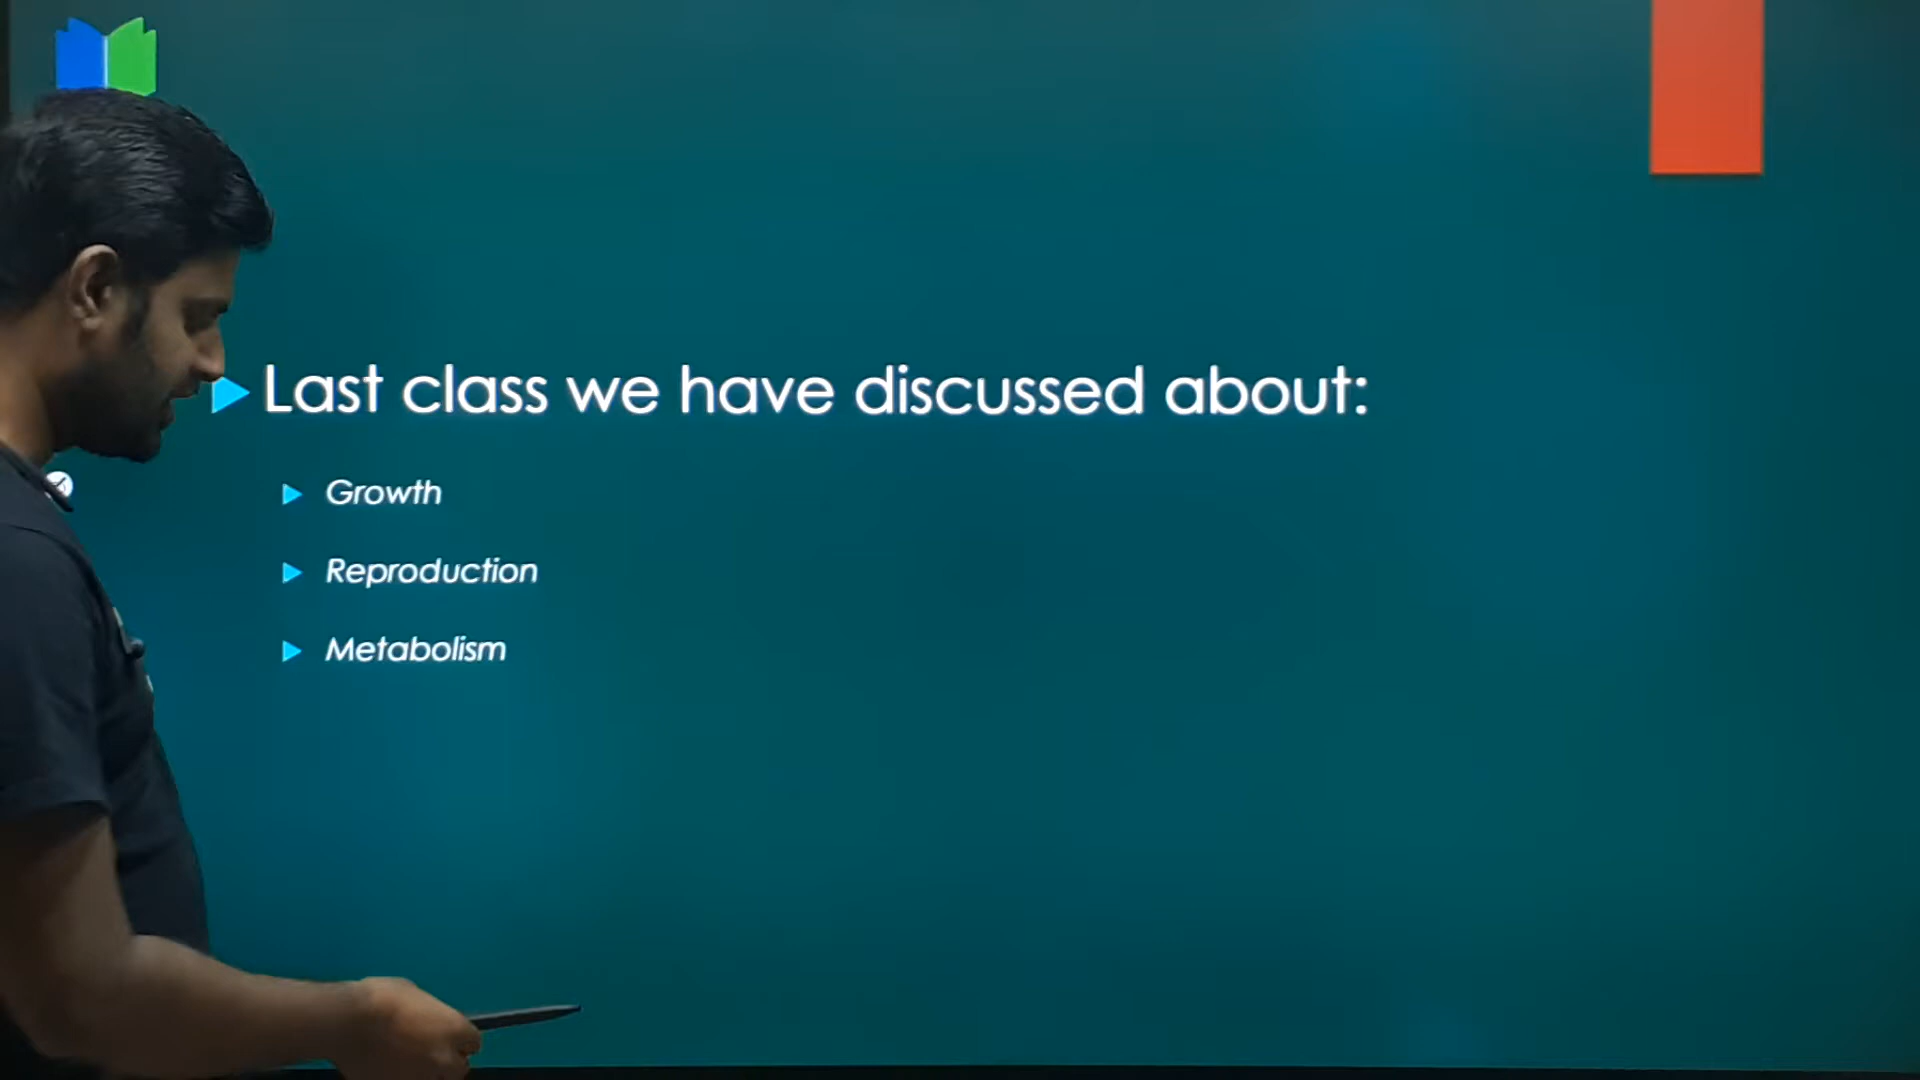 Last class we have discussed about:
Growth
Reproduction
Metabolism